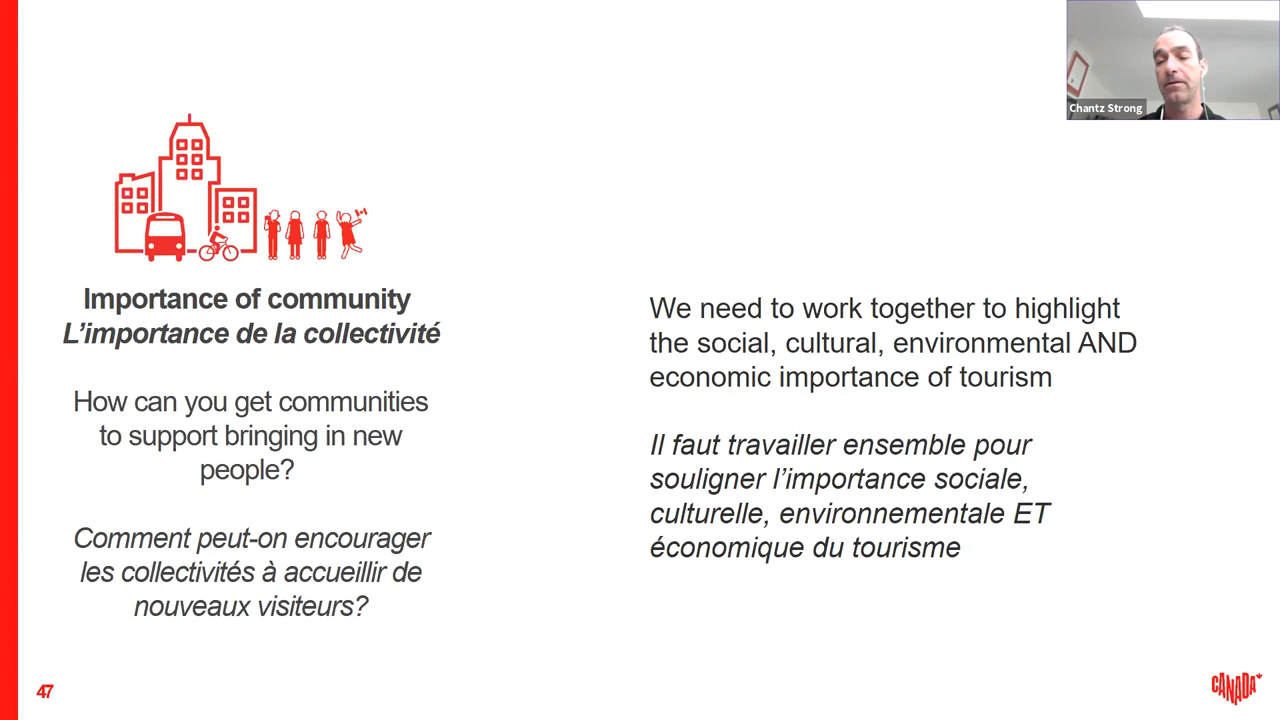 Chantz Strong
Importance of community
L’importance de la collectivité
How can you get communities
to support bringing in new
people?
Comment peut-on encourager
les collectivités à accueillir de
nouveaux visiteurs?
We need to work together to highlight
the social, cultural, environmental AND
economic importance of tourism
Il faut travailler ensemble pour
souligner l’importance sociale,
culturelle, environnementale ET
économique du tourisme
47
CANADA